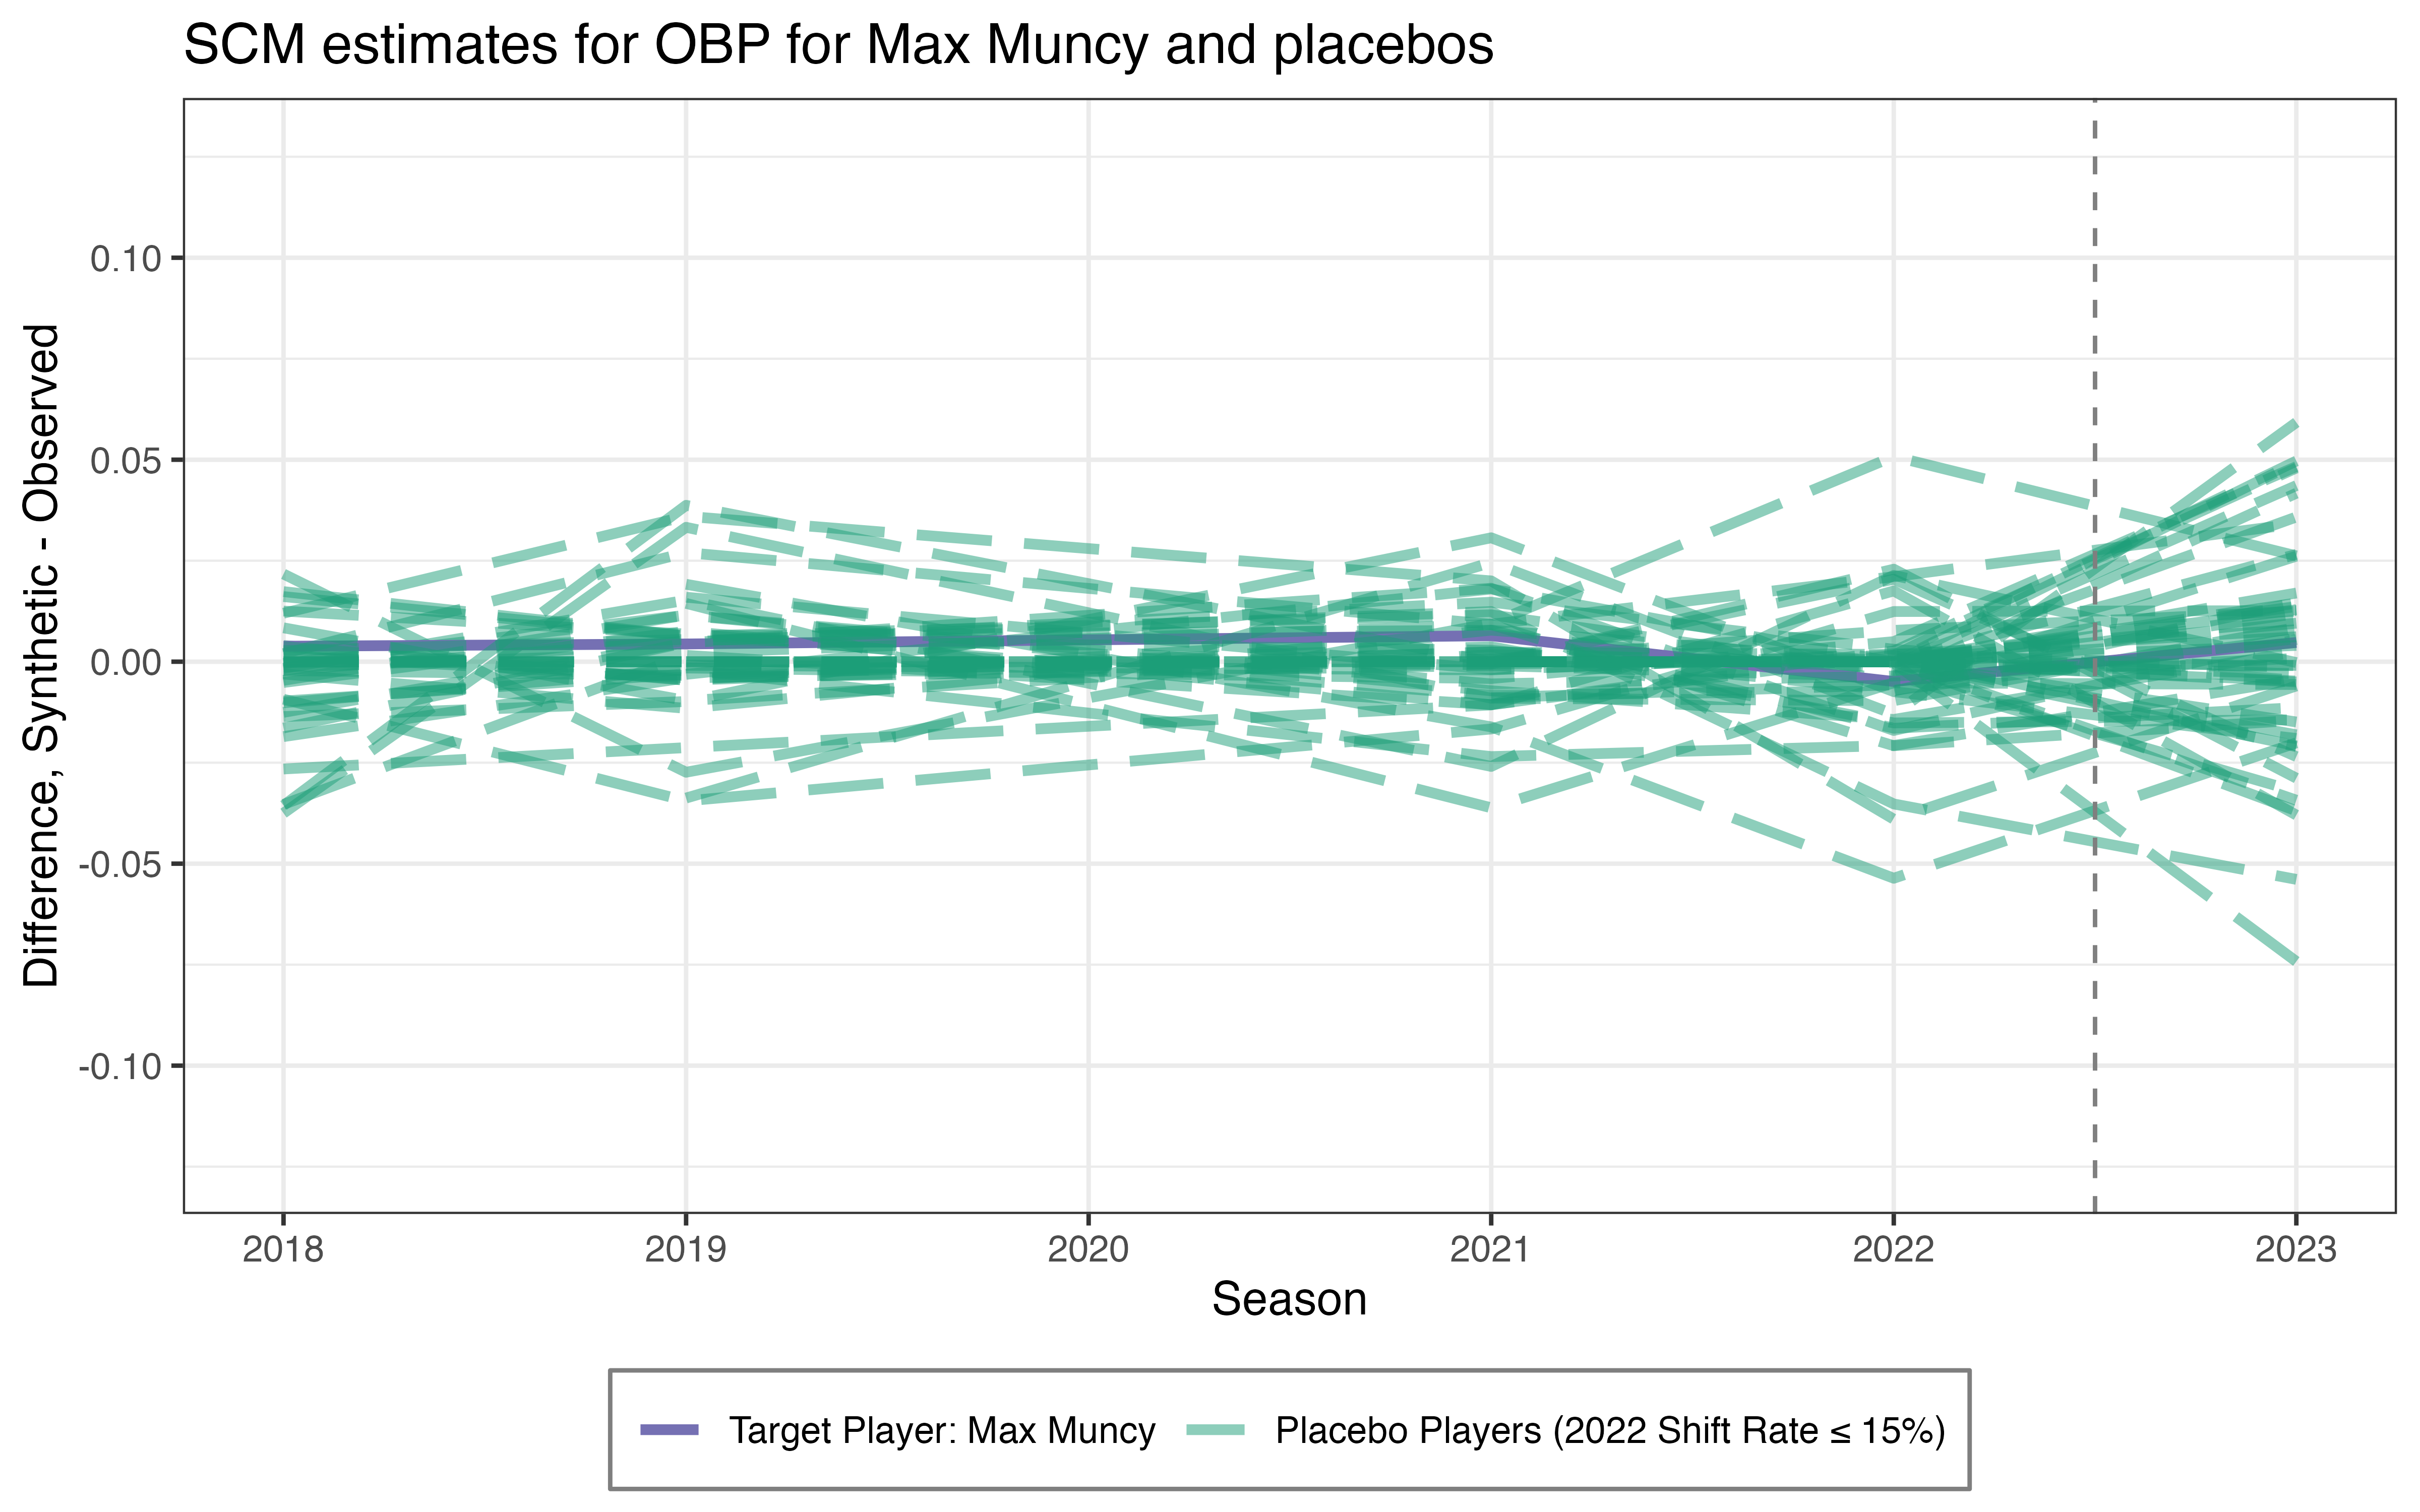 SCM estimates for OBP for Max Muncy and placebos
Difference, Synthetic - Observed
0.10
0.05
0.00
-0.05
-0.10
2018 2019 2020 2021 2022 2023
Season
Target Player: Max Muncy Placebo Players (2022 Shift Rate ≤ 15%)